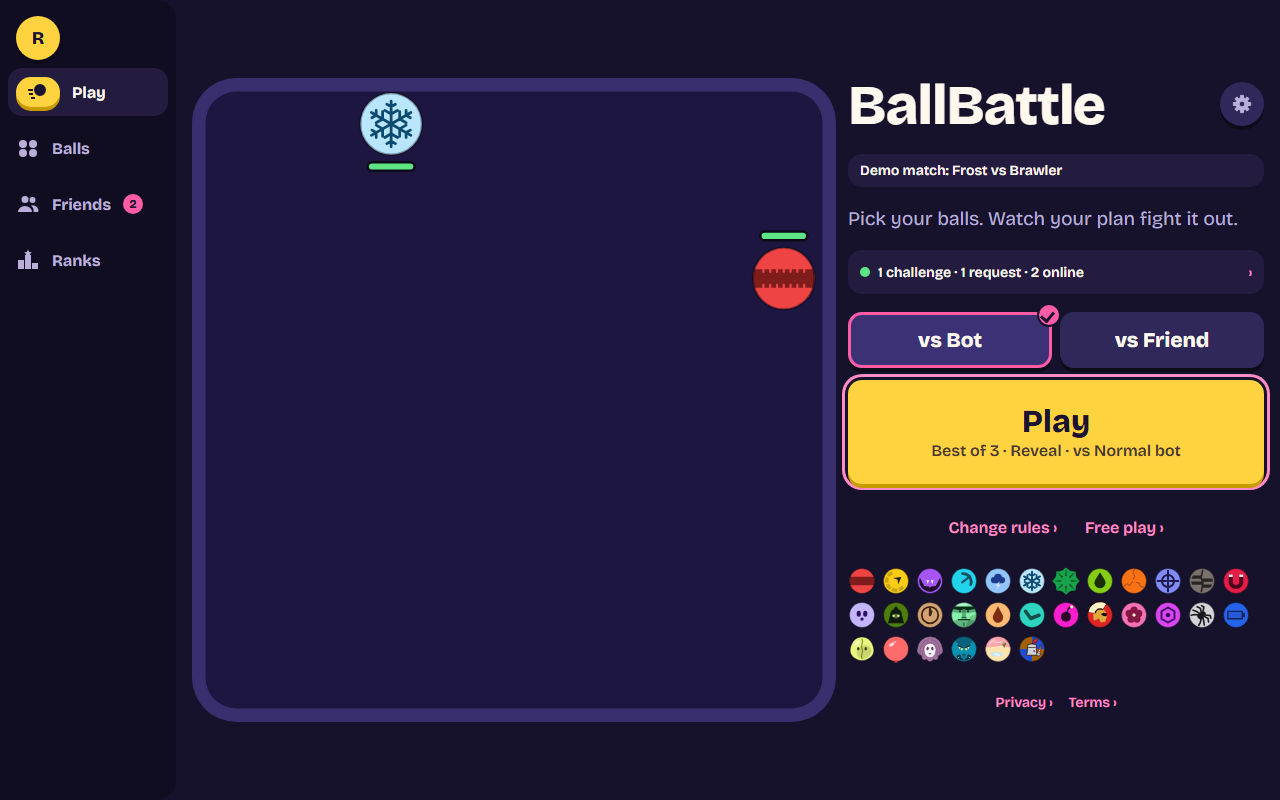 R
Play
Balls
Friends 2
Ranks
BallBattle
Demo match: Frost vs Brawler
Pick your balls. Watch your plan fight it out.
1 challenge · 1 request · 2 online ›
vs Bot
vs Friend
Play
Best of 3 · Reveal · vs Normal bot
Change rules › Free play ›
Privacy › Terms ›